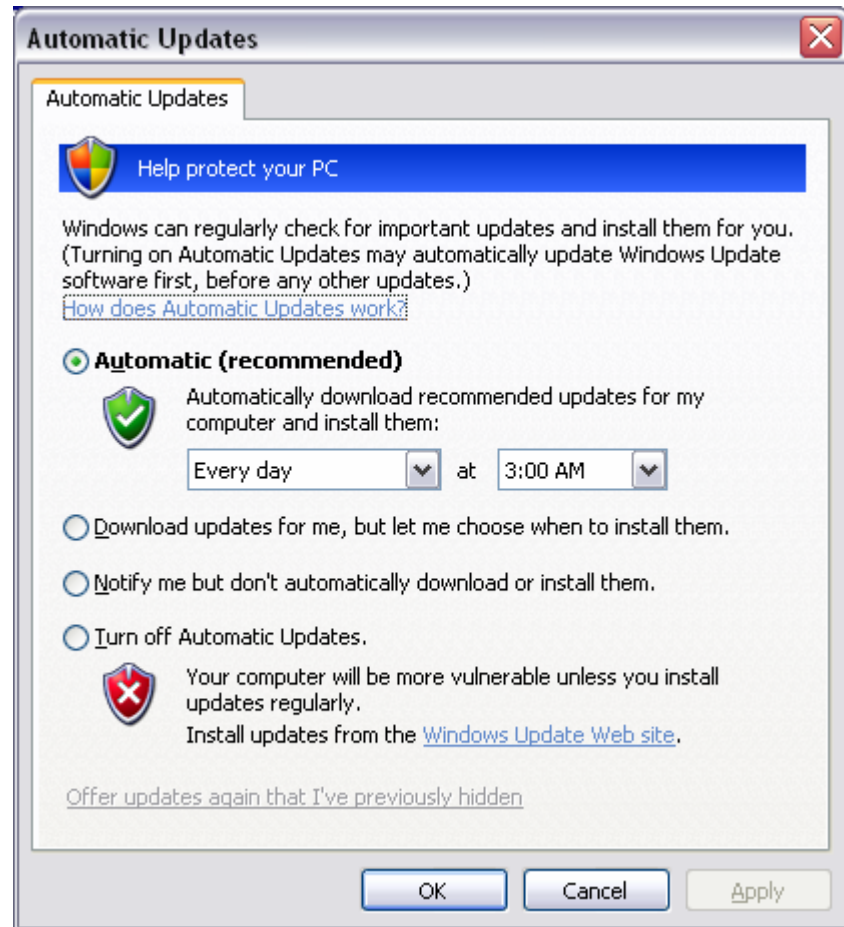 Automatic Updates
Automatic Updates
Help protect your PC
Windows can regularly check for important updates and install them for you.
(Turning on Automatic Updates may automatically update Windows Update
software first, before any other updates.)
How does Automatic Updates work?
Automatic (recommended)
Automatically download recommended updates for my
computer and install them:
Every day at 3:00 AM
Download updates for me, but let me choose when to install them.
Notify me but don't automatically download or install them.
Turn off Automatic Updates.
Your computer will be more vulnerable unless you install
updates regularly.
Install updates from the Windows Update Web site.
Offer updates again that I've previously hidden
OK Cancel Apply